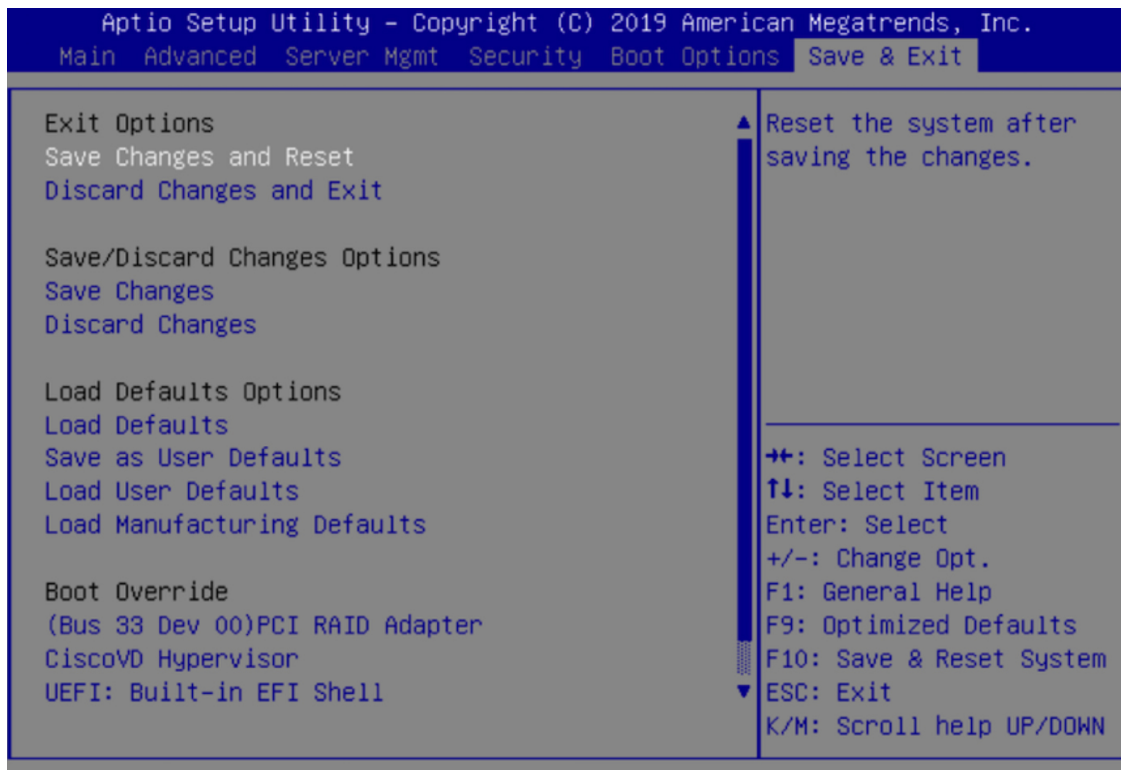 Aptio Setup Utility – Copyright (C) 2019 American Megatrends, Inc.
Main Advanced Server Mgmt Security Boot Options Save & Exit
Exit Options
Save Changes and Reset
Discard Changes and Exit
Save/Discard Changes Options
Save Changes
Discard Changes
Load Defaults Options
Load Defaults
Save as User Defaults
Load User Defaults
Load Manufacturing Defaults
Boot Override
(Bus 33 Dev 00)PCI RAID Adapter
CiscoVD Hypervisor
UEFI: Built-in EFI Shell
Reset the system after
saving the changes.
→←: Select Screen
↑↓: Select Item
Enter: Select
+/-: Change Opt.
F1: General Help
F9: Optimized Defaults
F10: Save & Reset System
ESC: Exit
K/M: Scroll help UP/DOWN